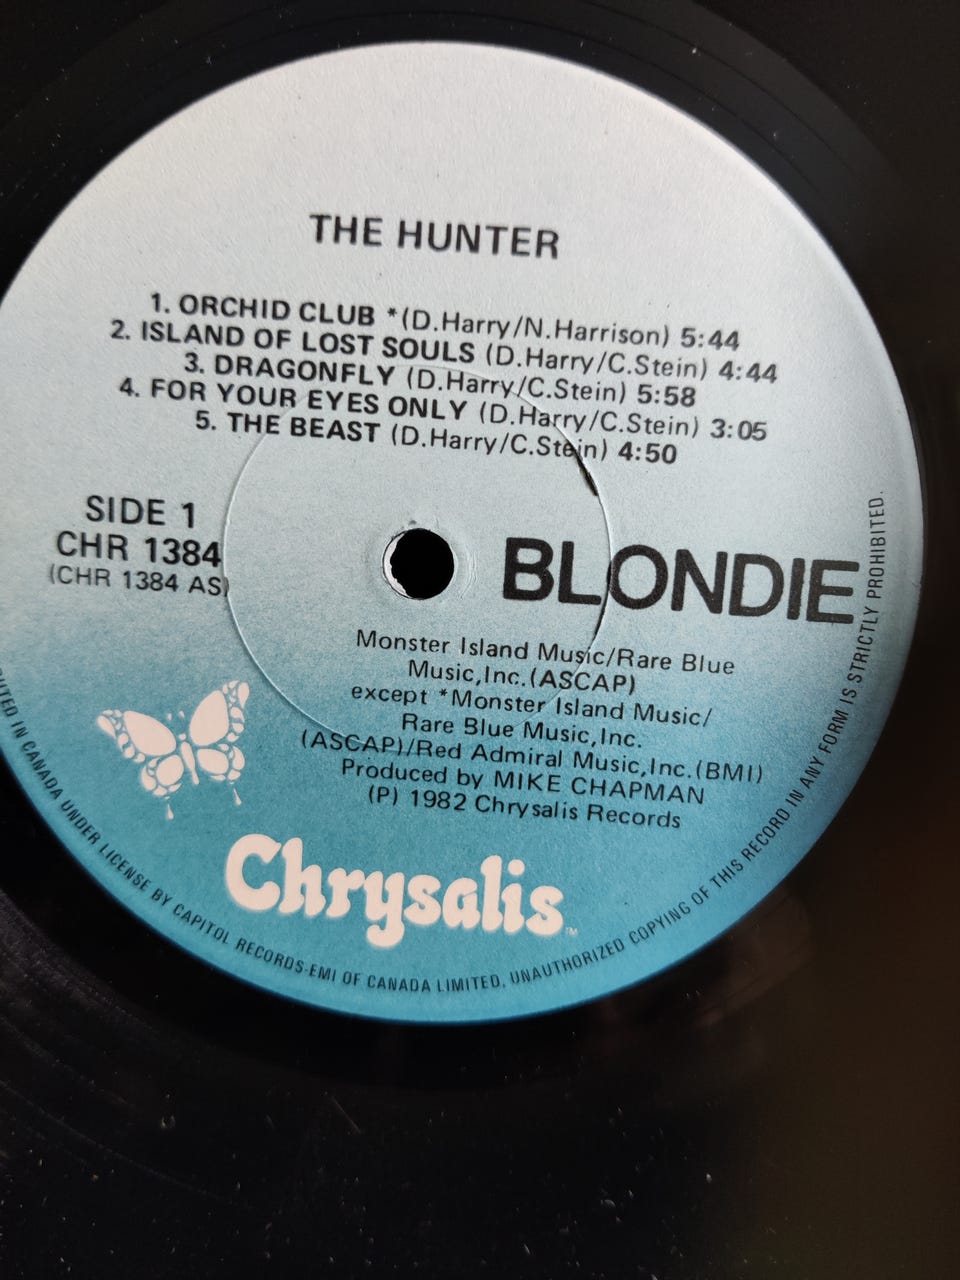 THE HUNTER
1. ORCHID CLUB *(D.Harry/N.Harrison) 5:44
2. ISLAND OF LOST SOULS (D.Harry/C.Stein) 4:44
3. DRAGONFLY (D.Harry/C.Stein) 5:58
4. FOR YOUR EYES ONLY (D.Harry/C.Stein) 3:05
5. THE BEAST (D.Harry/C.Stein) 4:50
SIDE 1
CHR 1384
(CHR 1384 AS)
BLONDIE
Monster Island Music/Rare Blue
Music,Inc.(ASCAP)
except *Monster Island Music/
Rare Blue Music,Inc.
(ASCAP)/Red Admiral Music,Inc.(BMI)
Produced by MIKE CHAPMAN
(P) 1982 Chrysalis Records
Chrysalis™
IN CANADA UNDER LICENSE BY CAPITOL RECORDS-EMI OF CANADA LIMITED, UNAUTHORIZED COPYING OF THIS RECORD IN ANY FORM IS STRICTLY PROHIBITED.